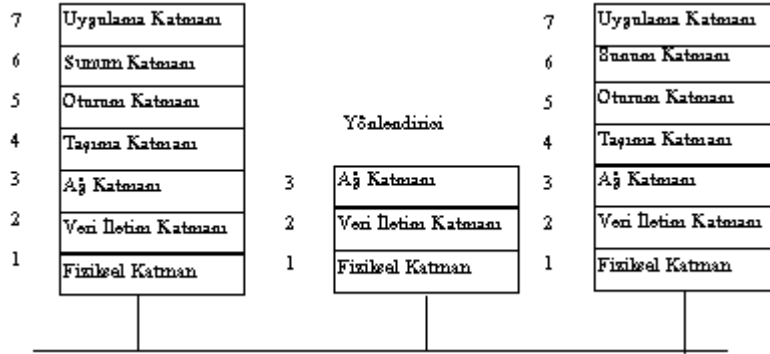 7 Uygulama Katmanı
6 Sunum Katmanı
5 Oturum Katmanı
4 Taşıma Katmanı
3 Ağ Katmanı
2 Veri İletim Katmanı
1 Fiziksel Katman
Yönlendirisi
3 Ağ Katmanı
2 Veri İletim Katmanı
1 Fiziksel Katman
7 Uygulama Katmanı
6 Sunum Katmanı
5 Oturum Katmanı
4 Taşıma Katmanı
3 Ağ Katmanı
2 Veri İletim Katmanı
1 Fiziksel Katman